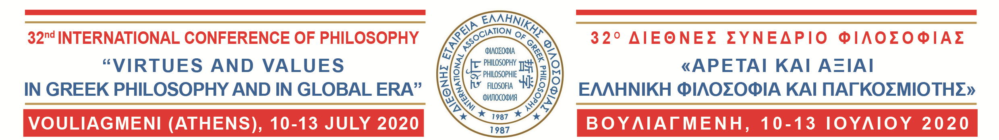 32nd INTERNATIONAL CONFERENCE OF PHILOSOPHY
“VIRTUES AND VALUES
IN GREEK PHILOSOPHY AND IN GLOBAL ERA”
VOULIAGMENI (ATHENS), 10-13 JULY 2020
ΔΙΕΘΝΗΣ ΕΤΑΙΡΕΙΑ ΕΛΛΗΝΙΚΗΣ ΦΙΛΟΣΟΦΙΑΣ
INTERNATIONAL ASSOCIATION OF GREEK PHILOSOPHY
ΦΙΛΟΣΟΦΙΑ
PHILOSOPHY
PHILOSOPHIE
FILOSOFIA
ФИЛОСОФИЯ
哲学
1987
1987
32Ο ΔΙΕΘΝΕΣ ΣΥΝΕΔΡΙΟ ΦΙΛΟΣΟΦΙΑΣ
«ΑΡΕΤΑΙ ΚΑΙ ΑΞΙΑΙ
ΕΛΛΗΝΙΚΗ ΦΙΛΟΣΟΦΙΑ ΚΑΙ ΠΑΓΚΟΣΜΙΟΤΗΣ»
ΒΟΥΛΙΑΓΜΕΝΗ, 10-13 ΙΟΥΛΙΟΥ 2020